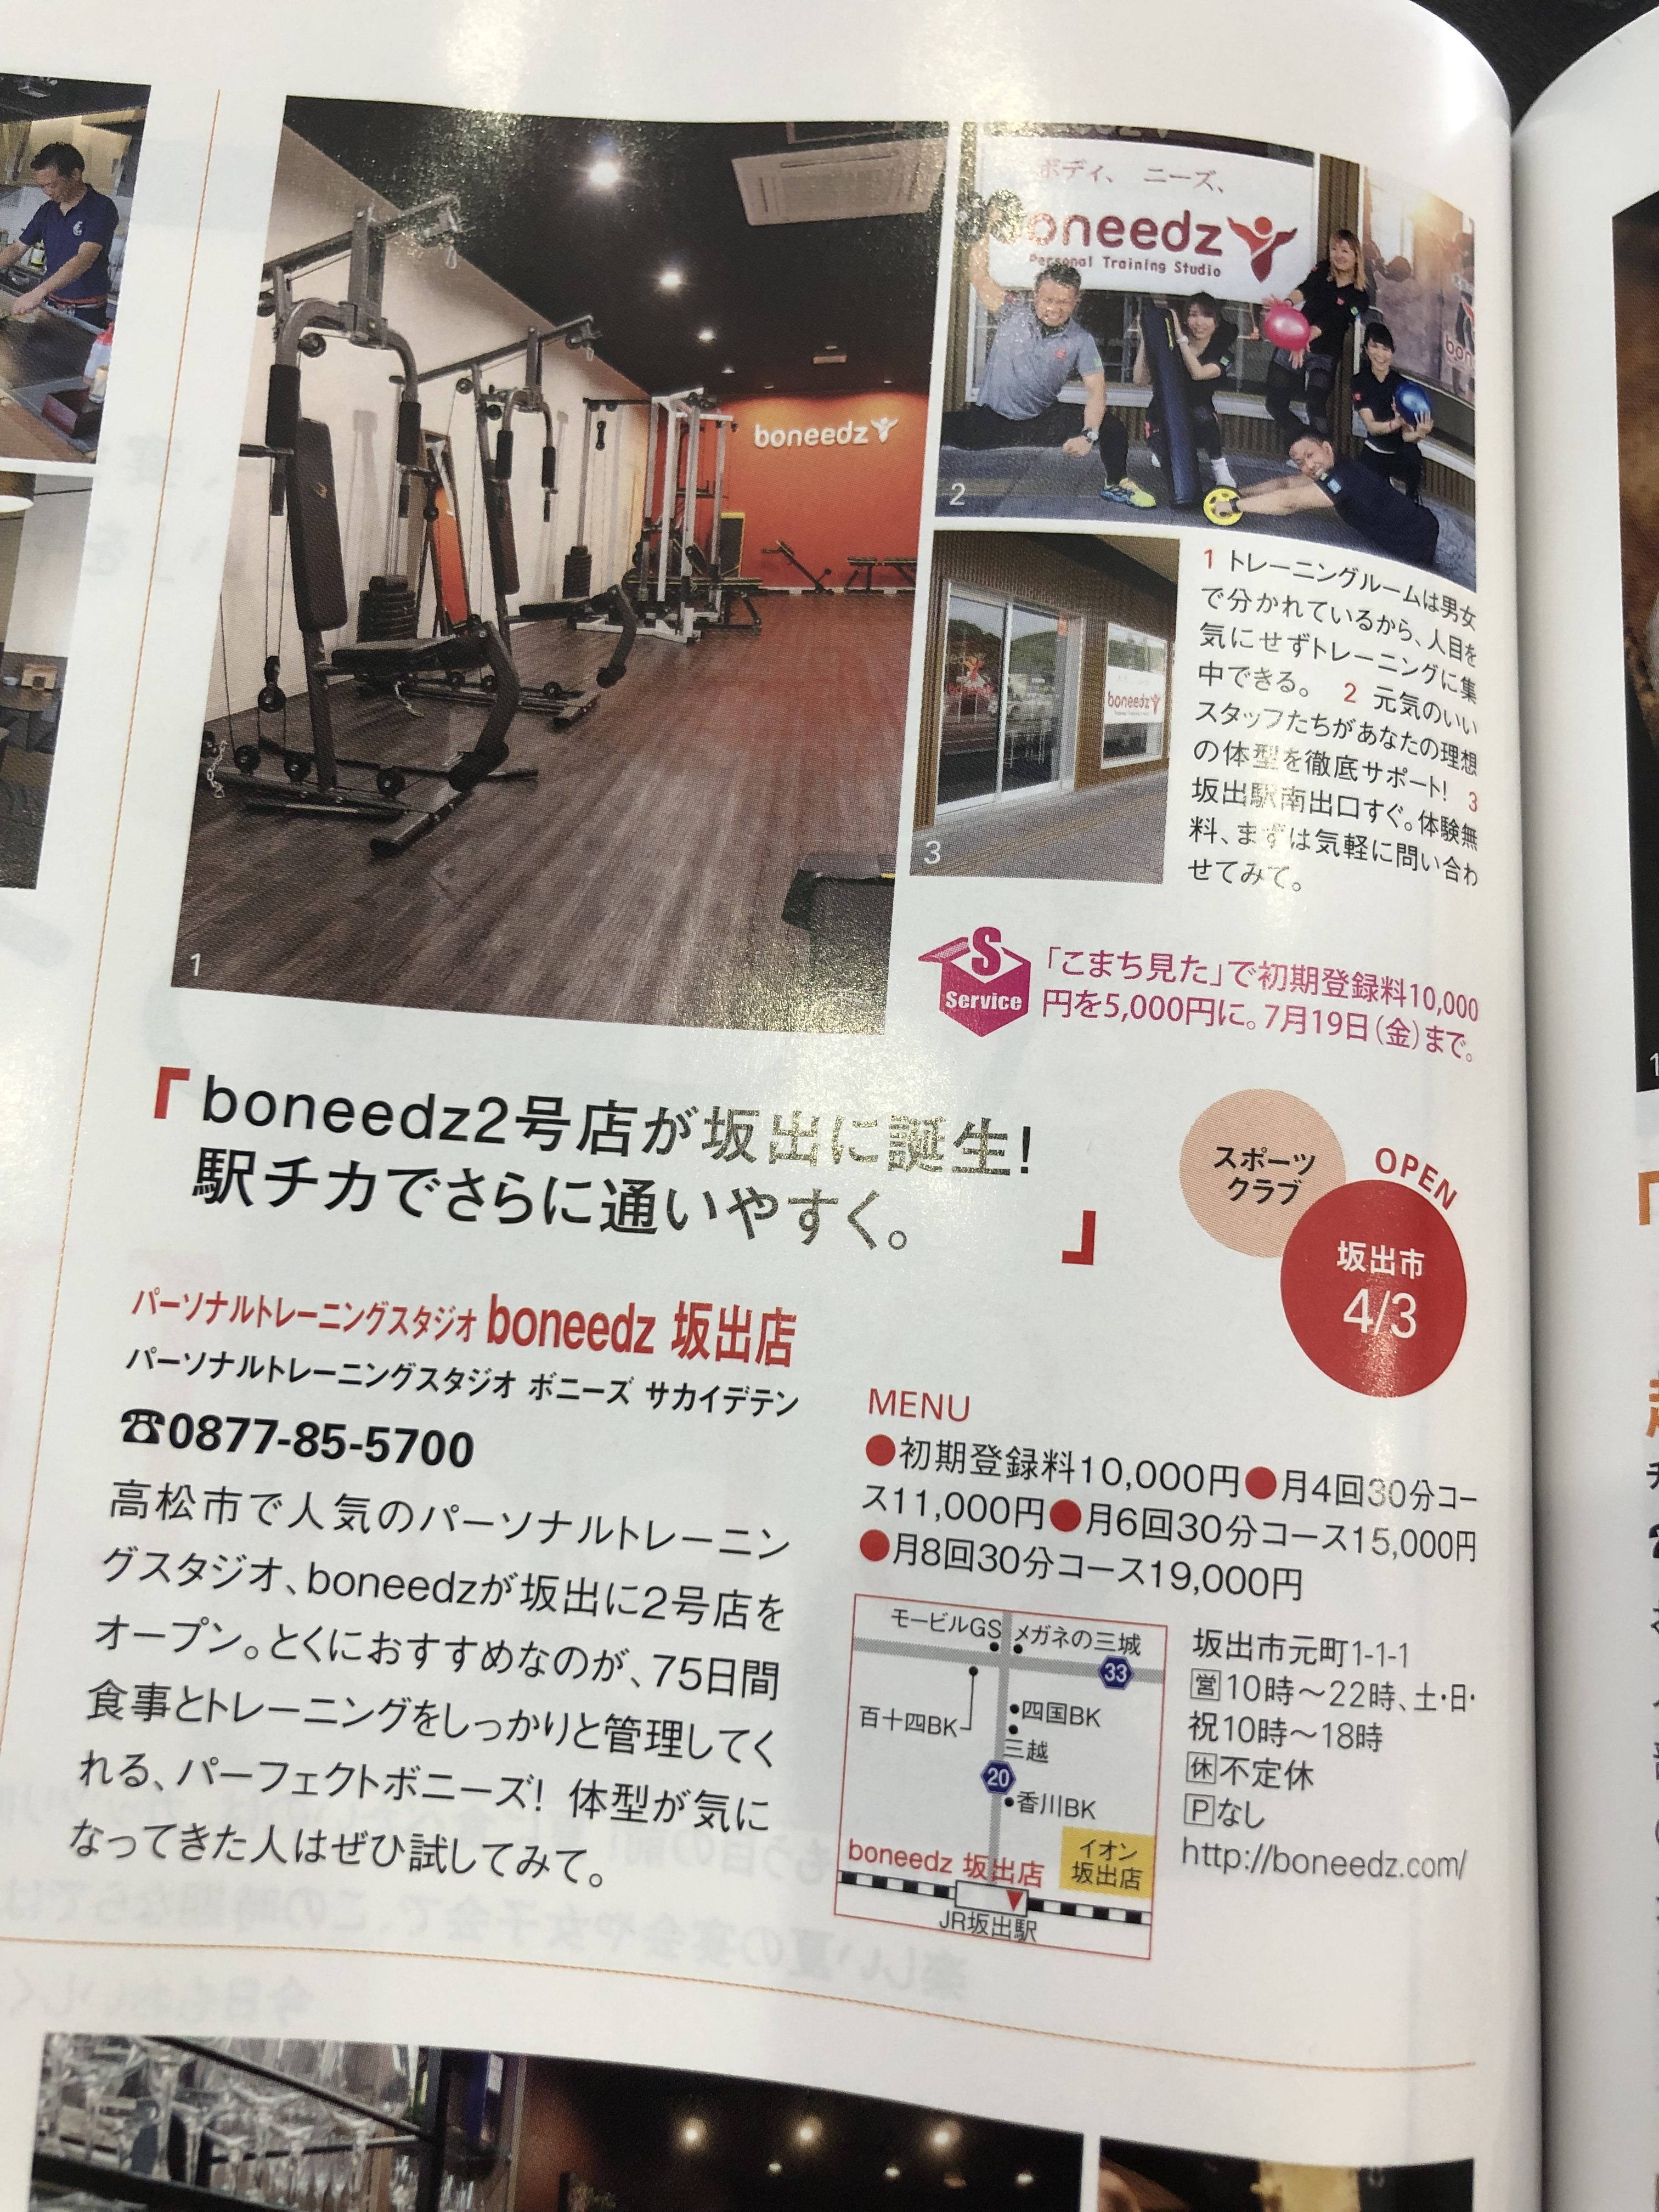 ボディ、ニーズ、
boneedz
Personal Training Studio
boneedz
boneedz
1
2
3
1 トレーニングルームは男女
で分かれているから、人目を
気にせずトレーニングに集
中できる。 2 元気のいい
スタッフたちがあなたの理想
の体型を徹底サポート! 3
坂出駅南出口すぐ。体験無
料、まずは気軽に問い合わ
せてみて。
S
Service
「こまち見た」で初期登録料10,000
円を5,000円に。7月19日(金)まで。
「boneedz2号店が坂出に誕生!
駅チカでさらに通いやすく。」
スポーツ
クラブ
OPEN
坂出市
4/3
パーソナルトレーニングスタジオ boneedz 坂出店
パーソナルトレーニングスタジオ ボニーズ サカイデテン
☎0877-85-5700
高松市で人気のパーソナルトレーニン
グスタジオ、boneedzが坂出に2号店を
オープン。とくにおすすめなのが、75日間
食事とトレーニングをしっかりと管理してく
れる、パーフェクトボニーズ! 体型が気に
なってきた人はぜひ試してみて。
MENU
●初期登録料10,000円●月4回30分コー
ス11,000円●月6回30分コース15,000円
●月8回30分コース19,000円
モービルGS
メガネの三城
33
百十四BK
四国BK
三越
20
香川BK
boneedz 坂出店
イオン
坂出店
JR坂出駅
坂出市元町1-1-1
営10時〜22時、土・日・
祝10時〜18時
休不定休
Pなし
http://boneedz.com/